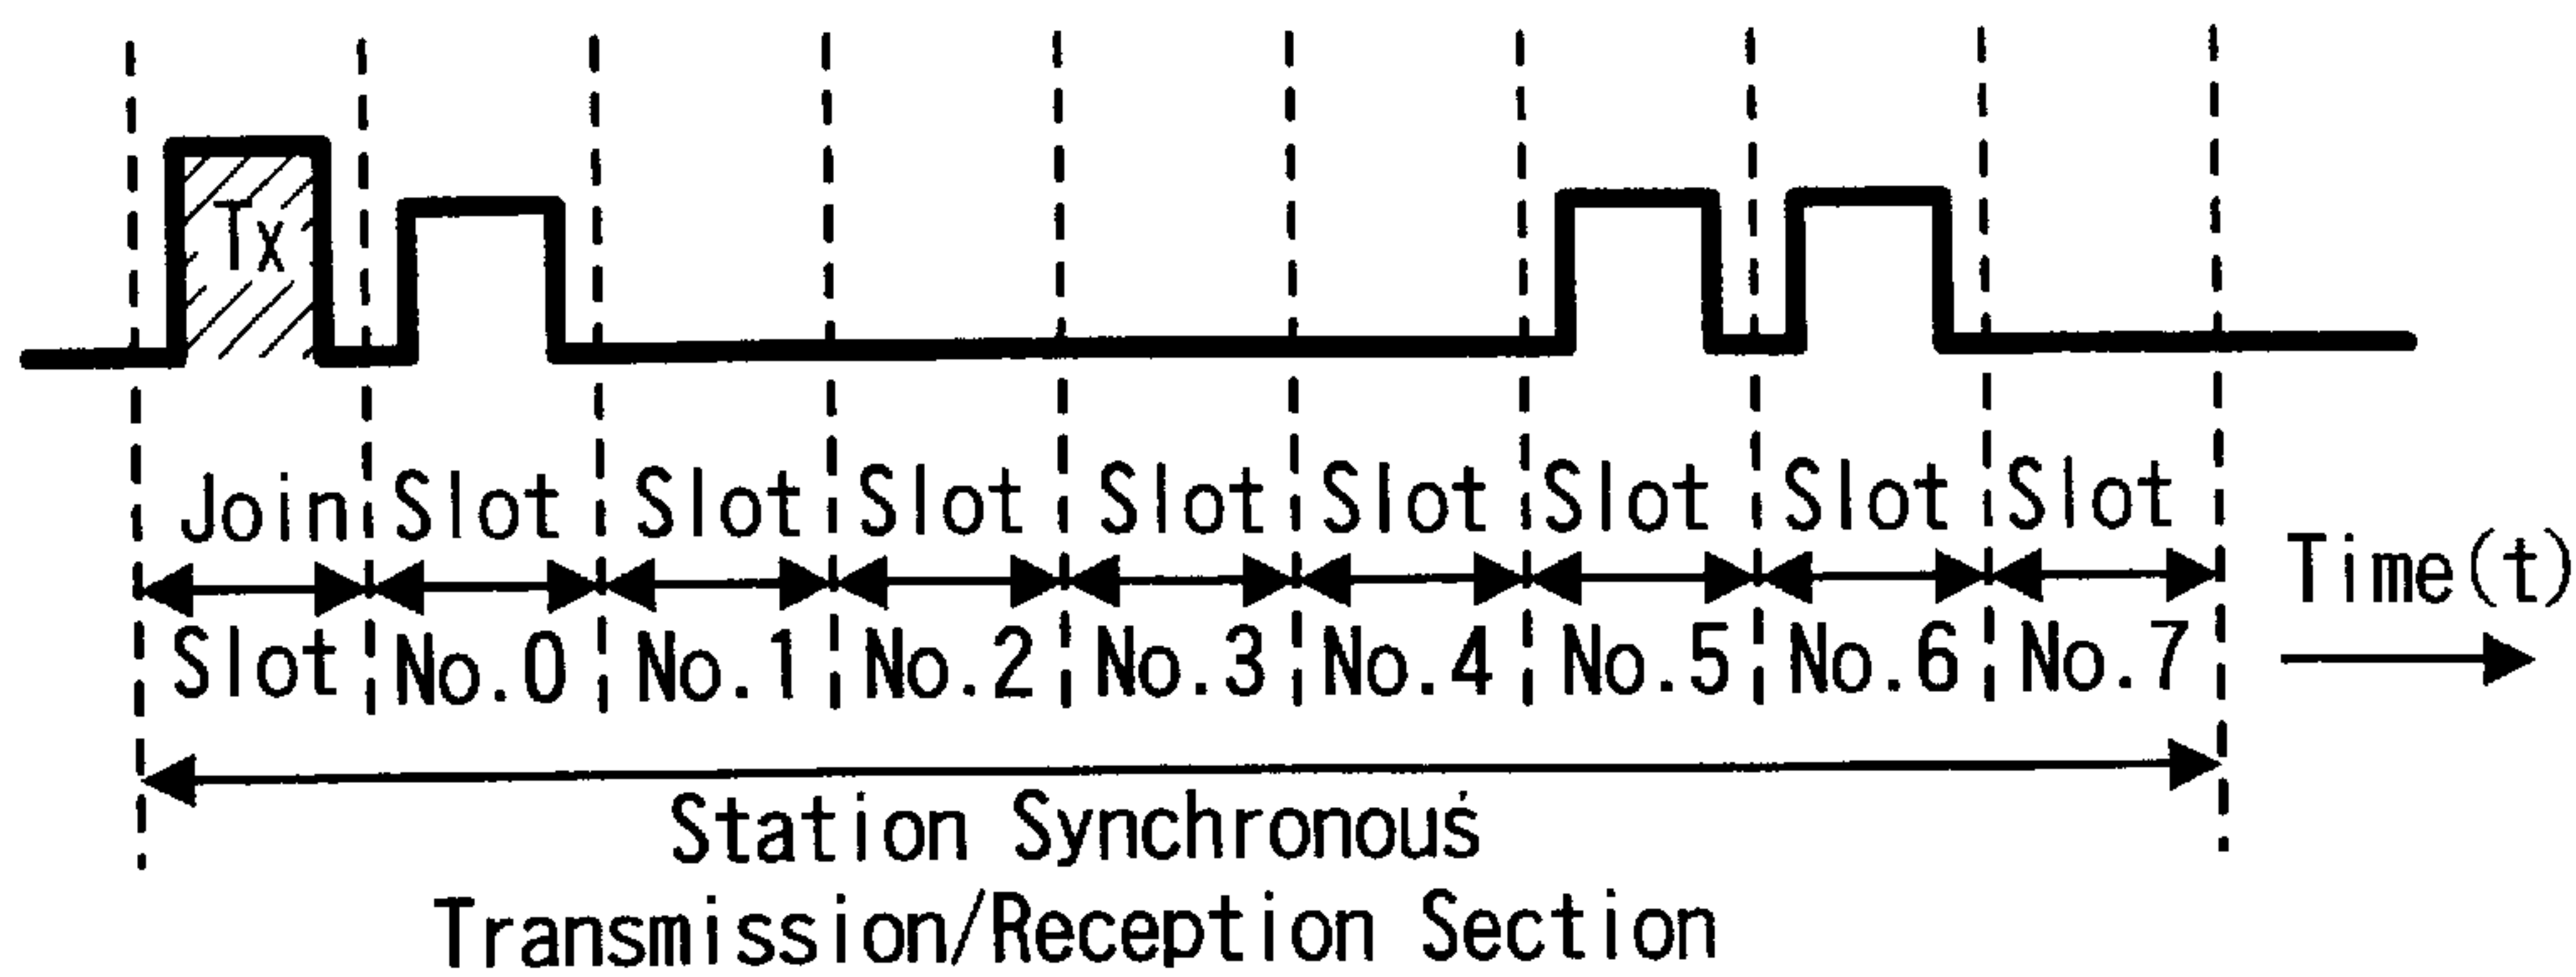 Tx
Join Slot Slot Slot Slot Slot Slot Slot Slot
Slot No.0 No.1 No.2 No.3 No.4 No.5 No.6 No.7
Time(t)
Station Synchronous
Transmission/Reception Section